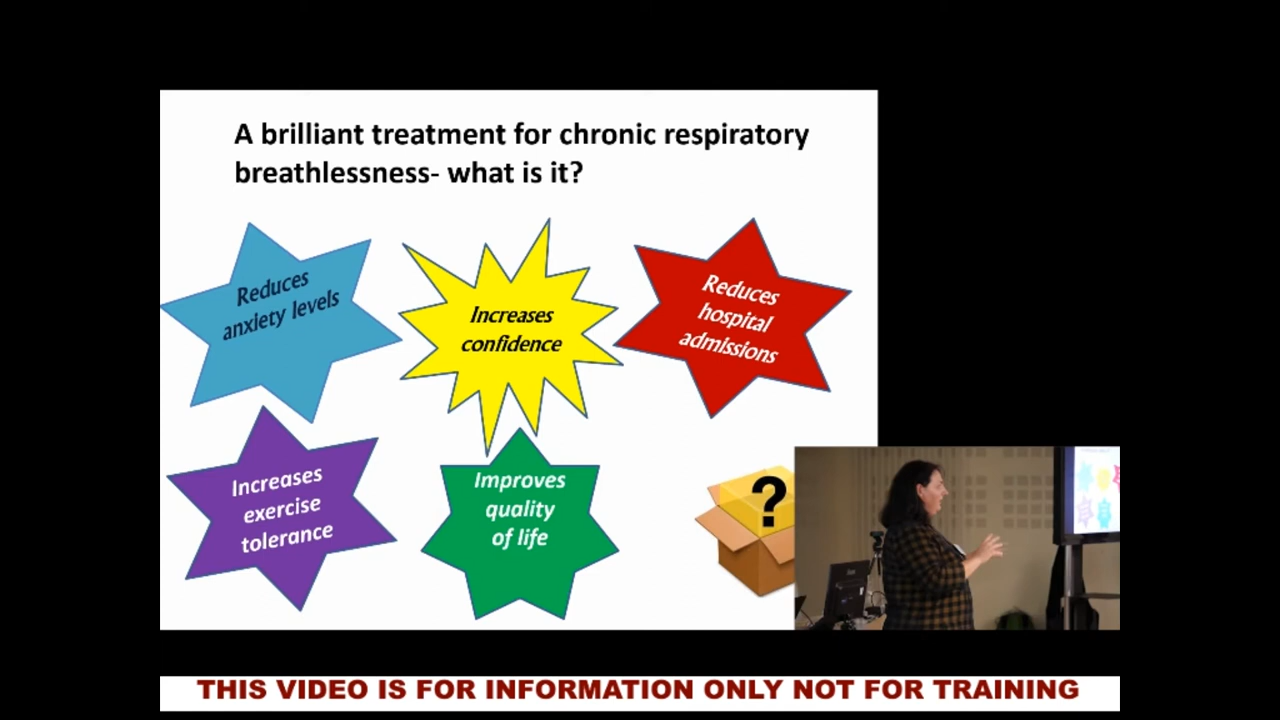 A brilliant treatment for chronic respiratory
breathlessness- what is it?
Reduces
anxiety levels
Increases
confidence
Reduces
hospital
admissions
Increases
exercise
tolerance
Improves
quality
of life
?
THIS VIDEO IS FOR INFORMATION ONLY NOT FOR TRAINING